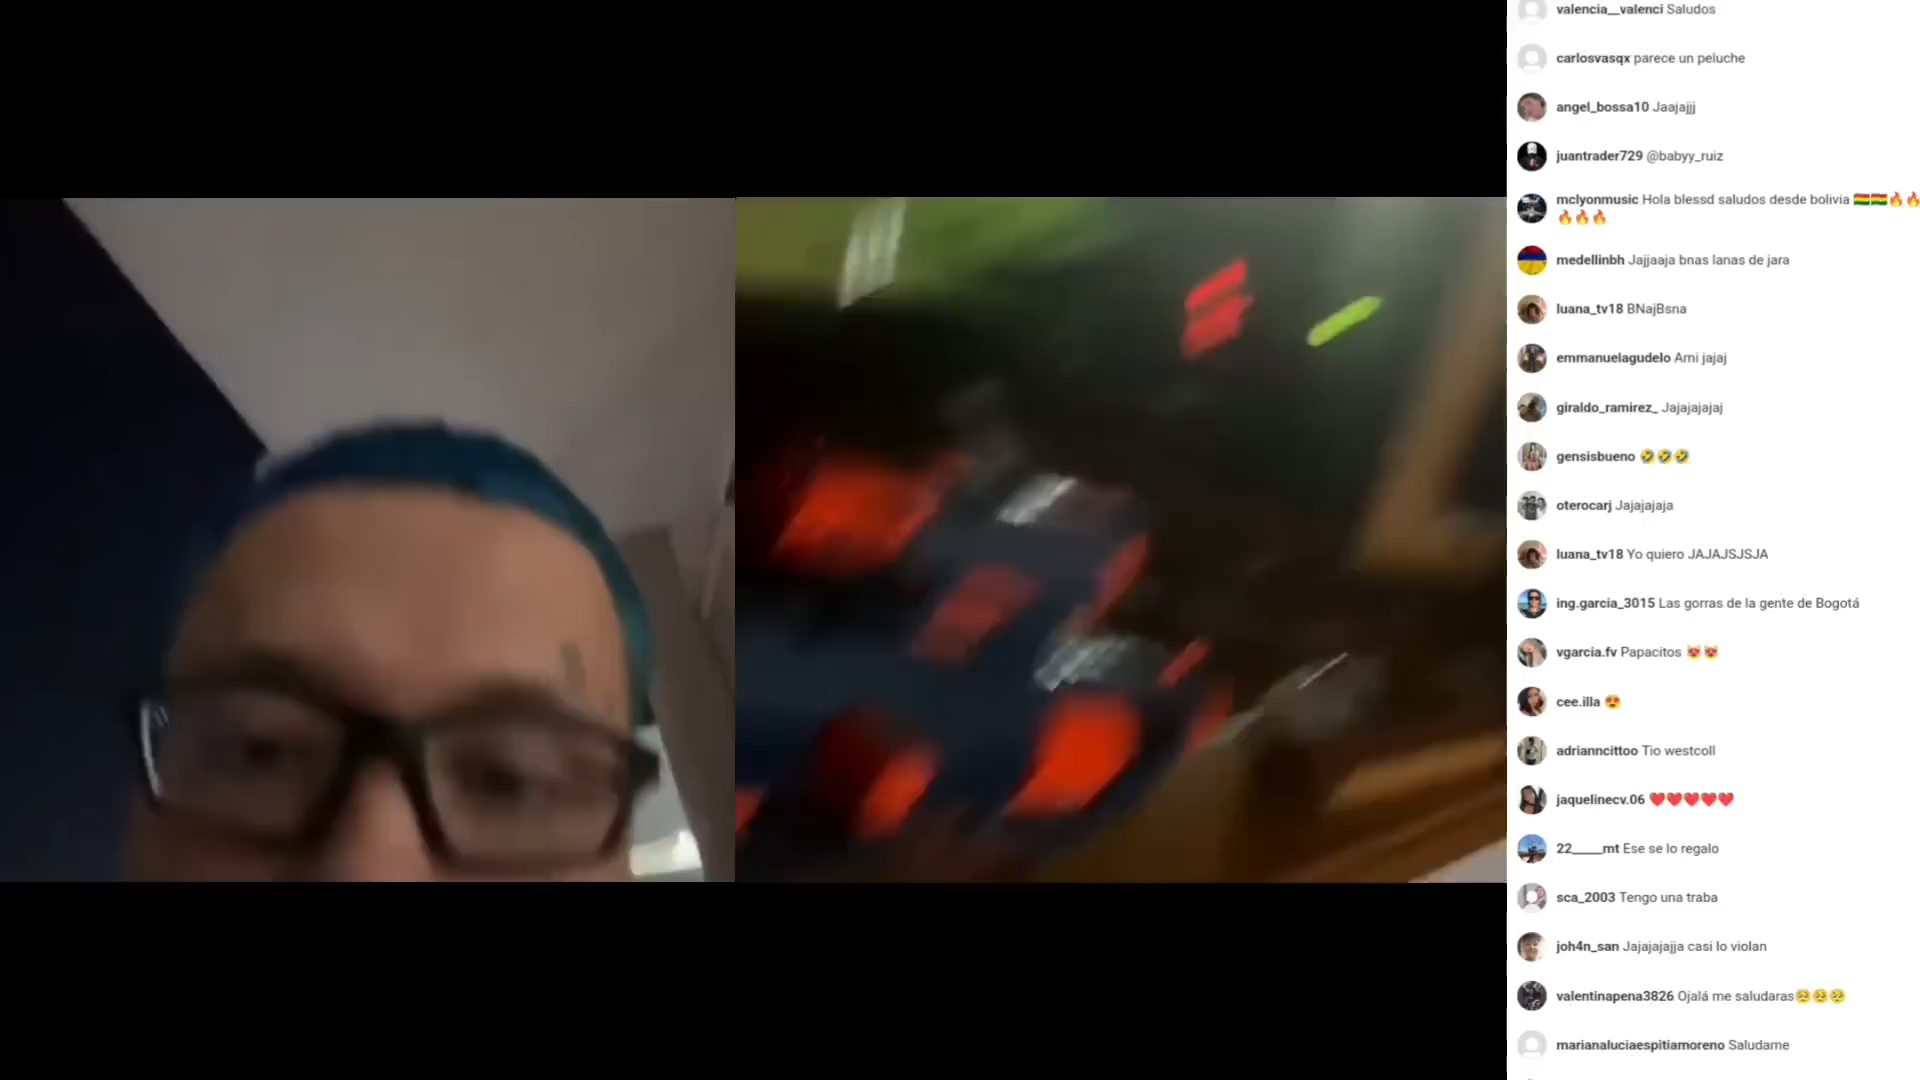 valencia__valenci Saludos
carlosvasqx parece un peluche
angel_bossa10 Jaajajjj
juantrader729 @babyy_ruiz
mclyonmusic Hola blessd saludos desde bolivia 🇧🇴🇧🇴🔥🔥
🔥🔥🔥
medellinbh Jajjaaja bnas lanas de jara
luana_tv18 BNajBsna
emmanuelagudelo Ami jajaj
giraldo_ramirez_ Jajajajajaj
gensisbueno 🤣🤣🤣
oterocarj Jajajajaja
luana_tv18 Yo quiero JAJAJSJSJA
ing.garcia_3015 Las gorras de la gente de Bogotá
vgarcia.fv Papacitos 😻😻
cee.illa 😍
adrianncittoo Tio westcoll
jaquelinecv.06 ❤️❤️❤️❤️❤️
22_____mt Ese se lo regalo
sca_2003 Tengo una traba
joh4n_san Jajajajajja casi lo violan
valentinapena3826 Ojalá me saludaras🥺🥺🥺
marianaluciaespitiamoreno Saludame